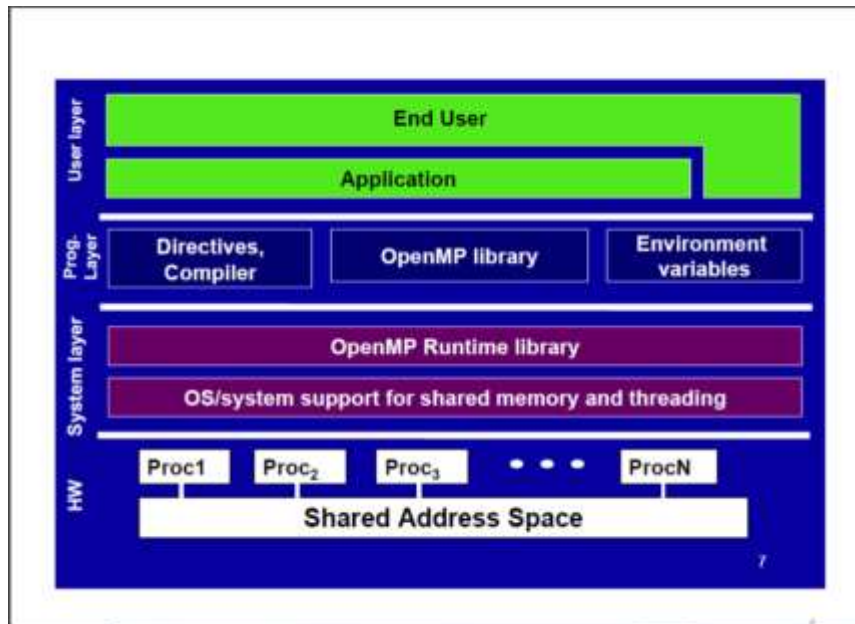 User layer
End User
Application
Prog.
Layer
Directives,
Compiler
OpenMP library
Environment
variables
System layer
OpenMP Runtime library
OS/system support for shared memory and threading
HW
Proc1
Proc2
Proc3
ProcN
Shared Address Space
7